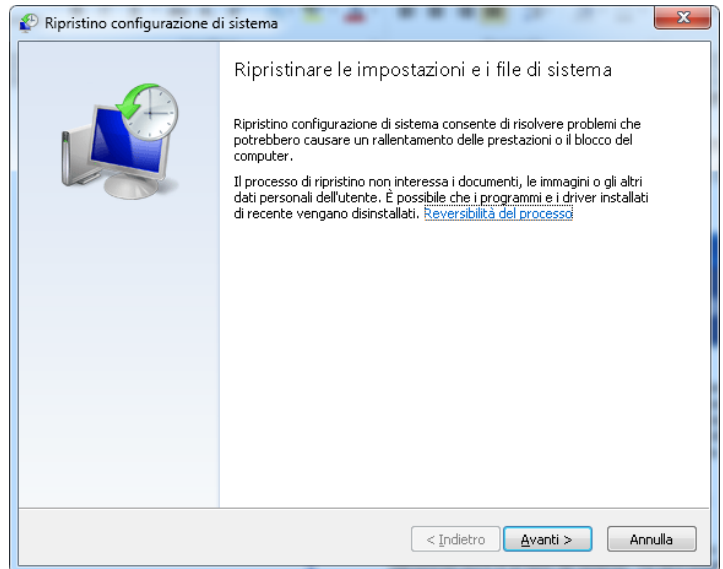 Ripristino configurazione di sistema
Ripristinare le impostazioni e i file di sistema
Ripristino configurazione di sistema consente di risolvere problemi che
potrebbero causare un rallentamento delle prestazioni o il blocco del
computer.
Il processo di ripristino non interessa i documenti, le immagini o gli altri
dati personali dell'utente. È possibile che i programmi e i driver installati
di recente vengano disinstallati. Reversibilità del processo
< Indietro Avanti > Annulla